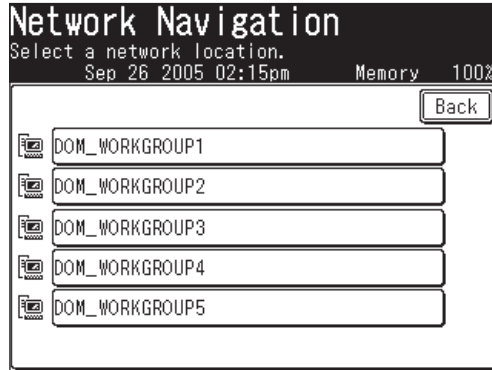 Network Navigation
Select a network location.
Sep 26 2005 02:15pm Memory 100%
Back
DOM_WORKGROUP1
DOM_WORKGROUP2
DOM_WORKGROUP3
DOM_WORKGROUP4
DOM_WORKGROUP5